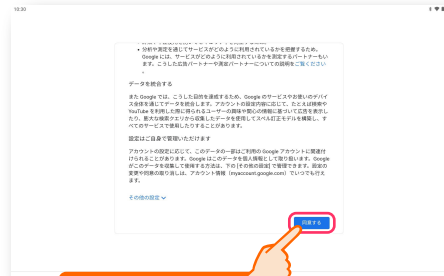 10:30
• 分析や測定を通じてサービスがどのように利用されているかを把握するため。
Google には、サービスがどのように利用されているかを測定するパートナーもい
ます。こうした広告パートナーや測定パートナーについての説明をご覧ください
。
データを統合する
また Google では、こうした目的を達成するため、Google のサービスやお使いのデバイ
ス全体を通じてデータを統合します。アカウントの設定内容に応じて、たとえば検索や
YouTube を利用した際に得られるユーザーの興味や関心の情報に基づいて広告を表示し
たり、膨大な検索クエリから収集したデータを使用してスペル訂正モデルを構築し、す
べてのサービスで使用したりすることがあります。
設定はご自身で管理いただけます
アカウントの設定に応じて、このデータの一部はご利用の Google アカウントに関連付
けられることがあります。Google はこのデータを個人情報として取り扱います。Google
がこのデータを収集して使用する方法は、下の [その他の設定] で管理できます。設定の
変更や同意の取り消しは、アカウント情報（myaccount.google.com）でいつでも行え
ます。
その他の設定
同意する